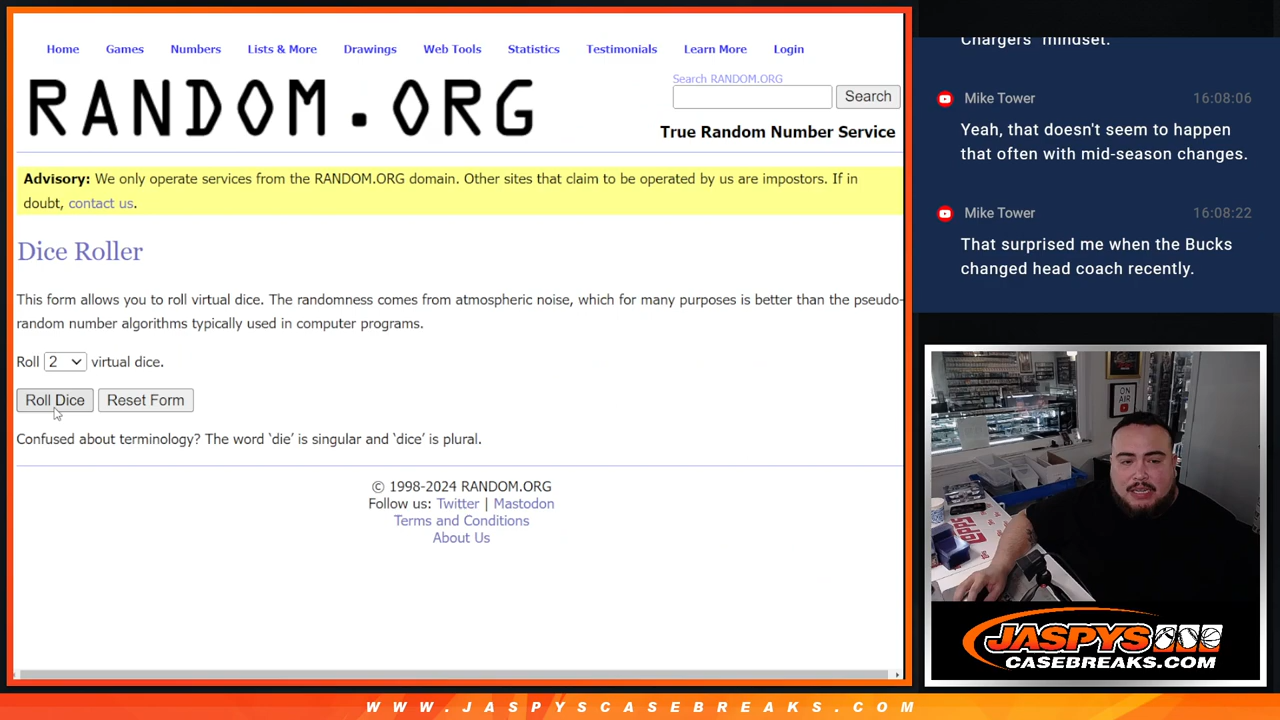 Home Games Numbers Lists & More Drawings Web Tools Statistics Testimonials Learn More Login
RANDOM.ORG
Search RANDOM.ORG
Search
True Random Number Service
Advisory: We only operate services from the RANDOM.ORG domain. Other sites that claim to be operated by us are impostors. If in
doubt, contact us.
Dice Roller
This form allows you to roll virtual dice. The randomness comes from atmospheric noise, which for many purposes is better than the pseudo-
random number algorithms typically used in computer programs.
Roll 2 virtual dice.
Roll Dice Reset Form
Confused about terminology? The word ‘die’ is singular and ‘dice’ is plural.
© 1998-2024 RANDOM.ORG
Follow us: Twitter | Mastodon
Terms and Conditions
About Us
Chargers' mindset.
Mike Tower 16:08:06
Yeah, that doesn't seem to happen
that often with mid-season changes.
Mike Tower 16:08:22
That surprised me when the Bucks
changed head coach recently.
ON
AIR
JASPYS
CASEBREAKS.COM
WWW.JASPYSCASEBREAKS.COM